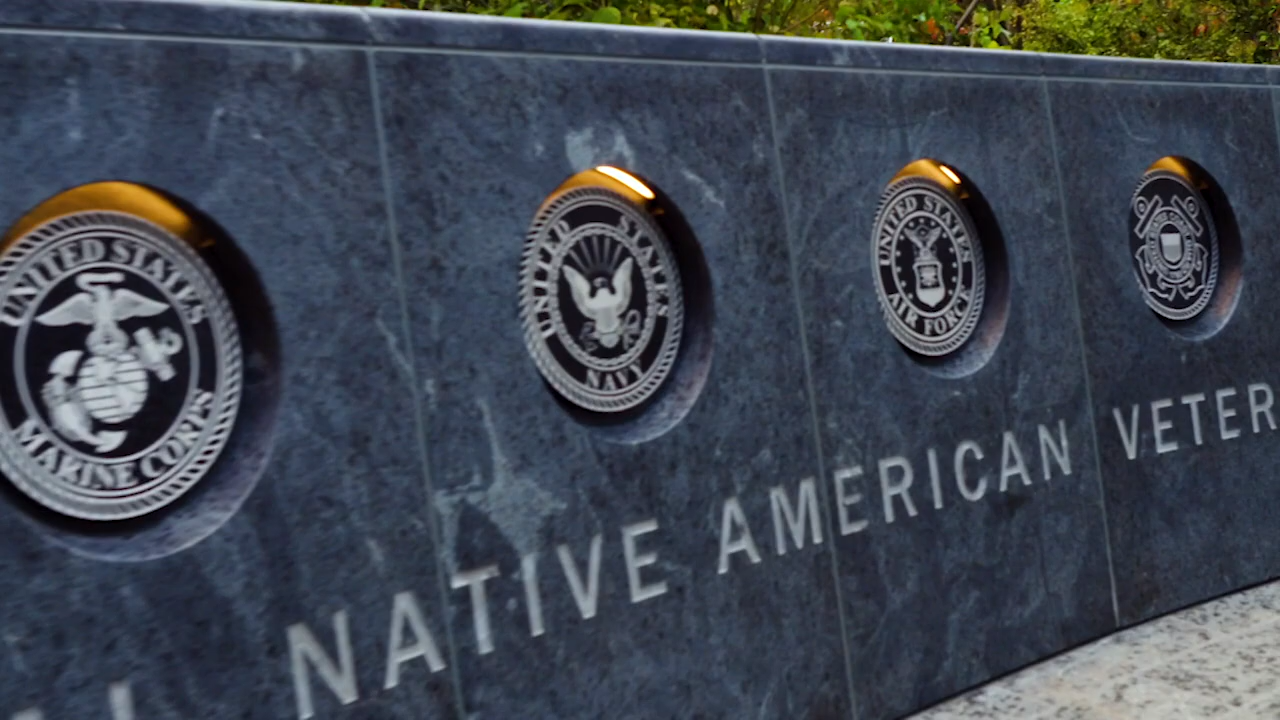 UNITED STATES
MARINE CORPS
UNITED STATES
NAVY
UNITED STATES
AIR FORCE
NATIVE AMERICAN VETER